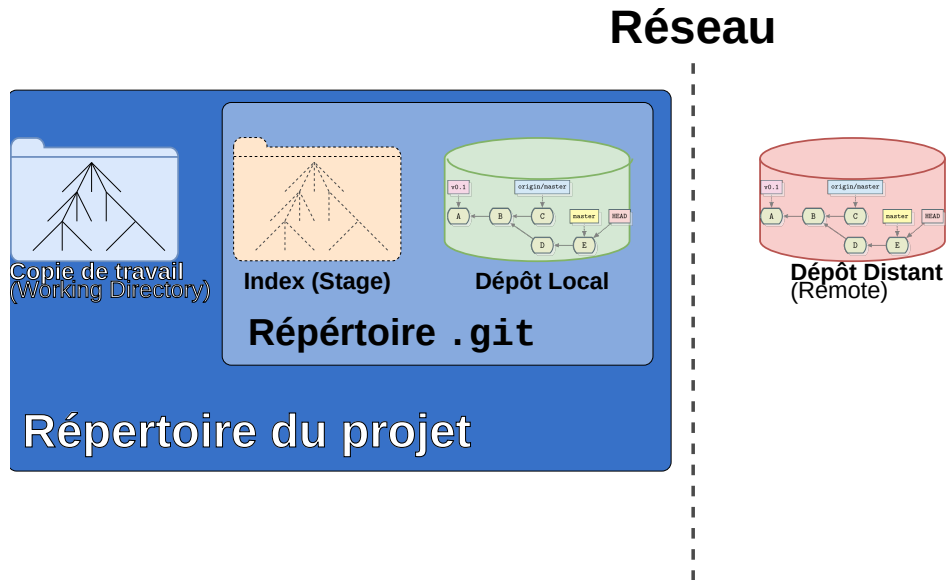 Réseau
v0.1
origin/master
A
B
C
master
HEAD
D
E
v0.1
origin/master
A
B
C
master
HEAD
D
E
Copie de travail
(Working Directory)
Index (Stage)
Dépôt Local
Dépôt Distant
(Remote)
Répértoire .git
Répertoire du projet